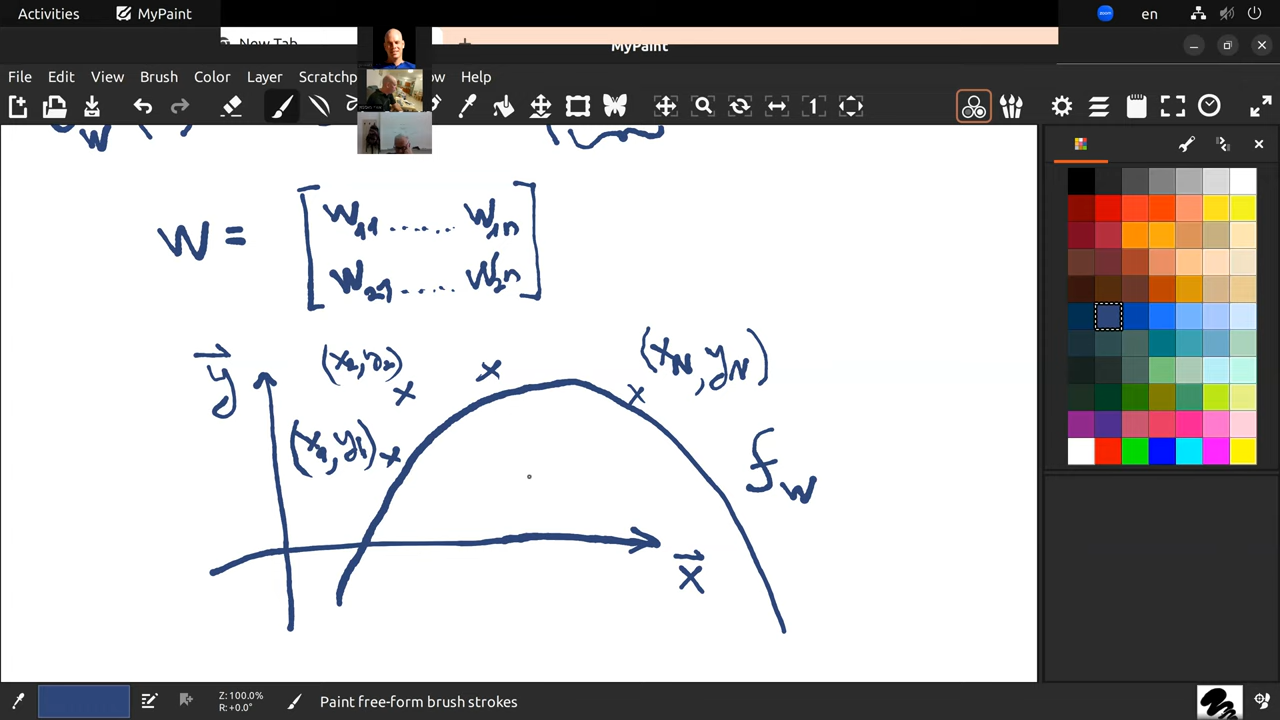 Activities MyPaint en
New Tab
MyPaint
File Edit View Brush Color Layer Scratchp ow Help
w
W = [ w11 ...... w1n
w21 ...... w2n ]
y (x2, y2) (xN, yN)
(x1, y1) fw
x
Z: 100.0%
R: +0.0°
Paint free-form brush strokes